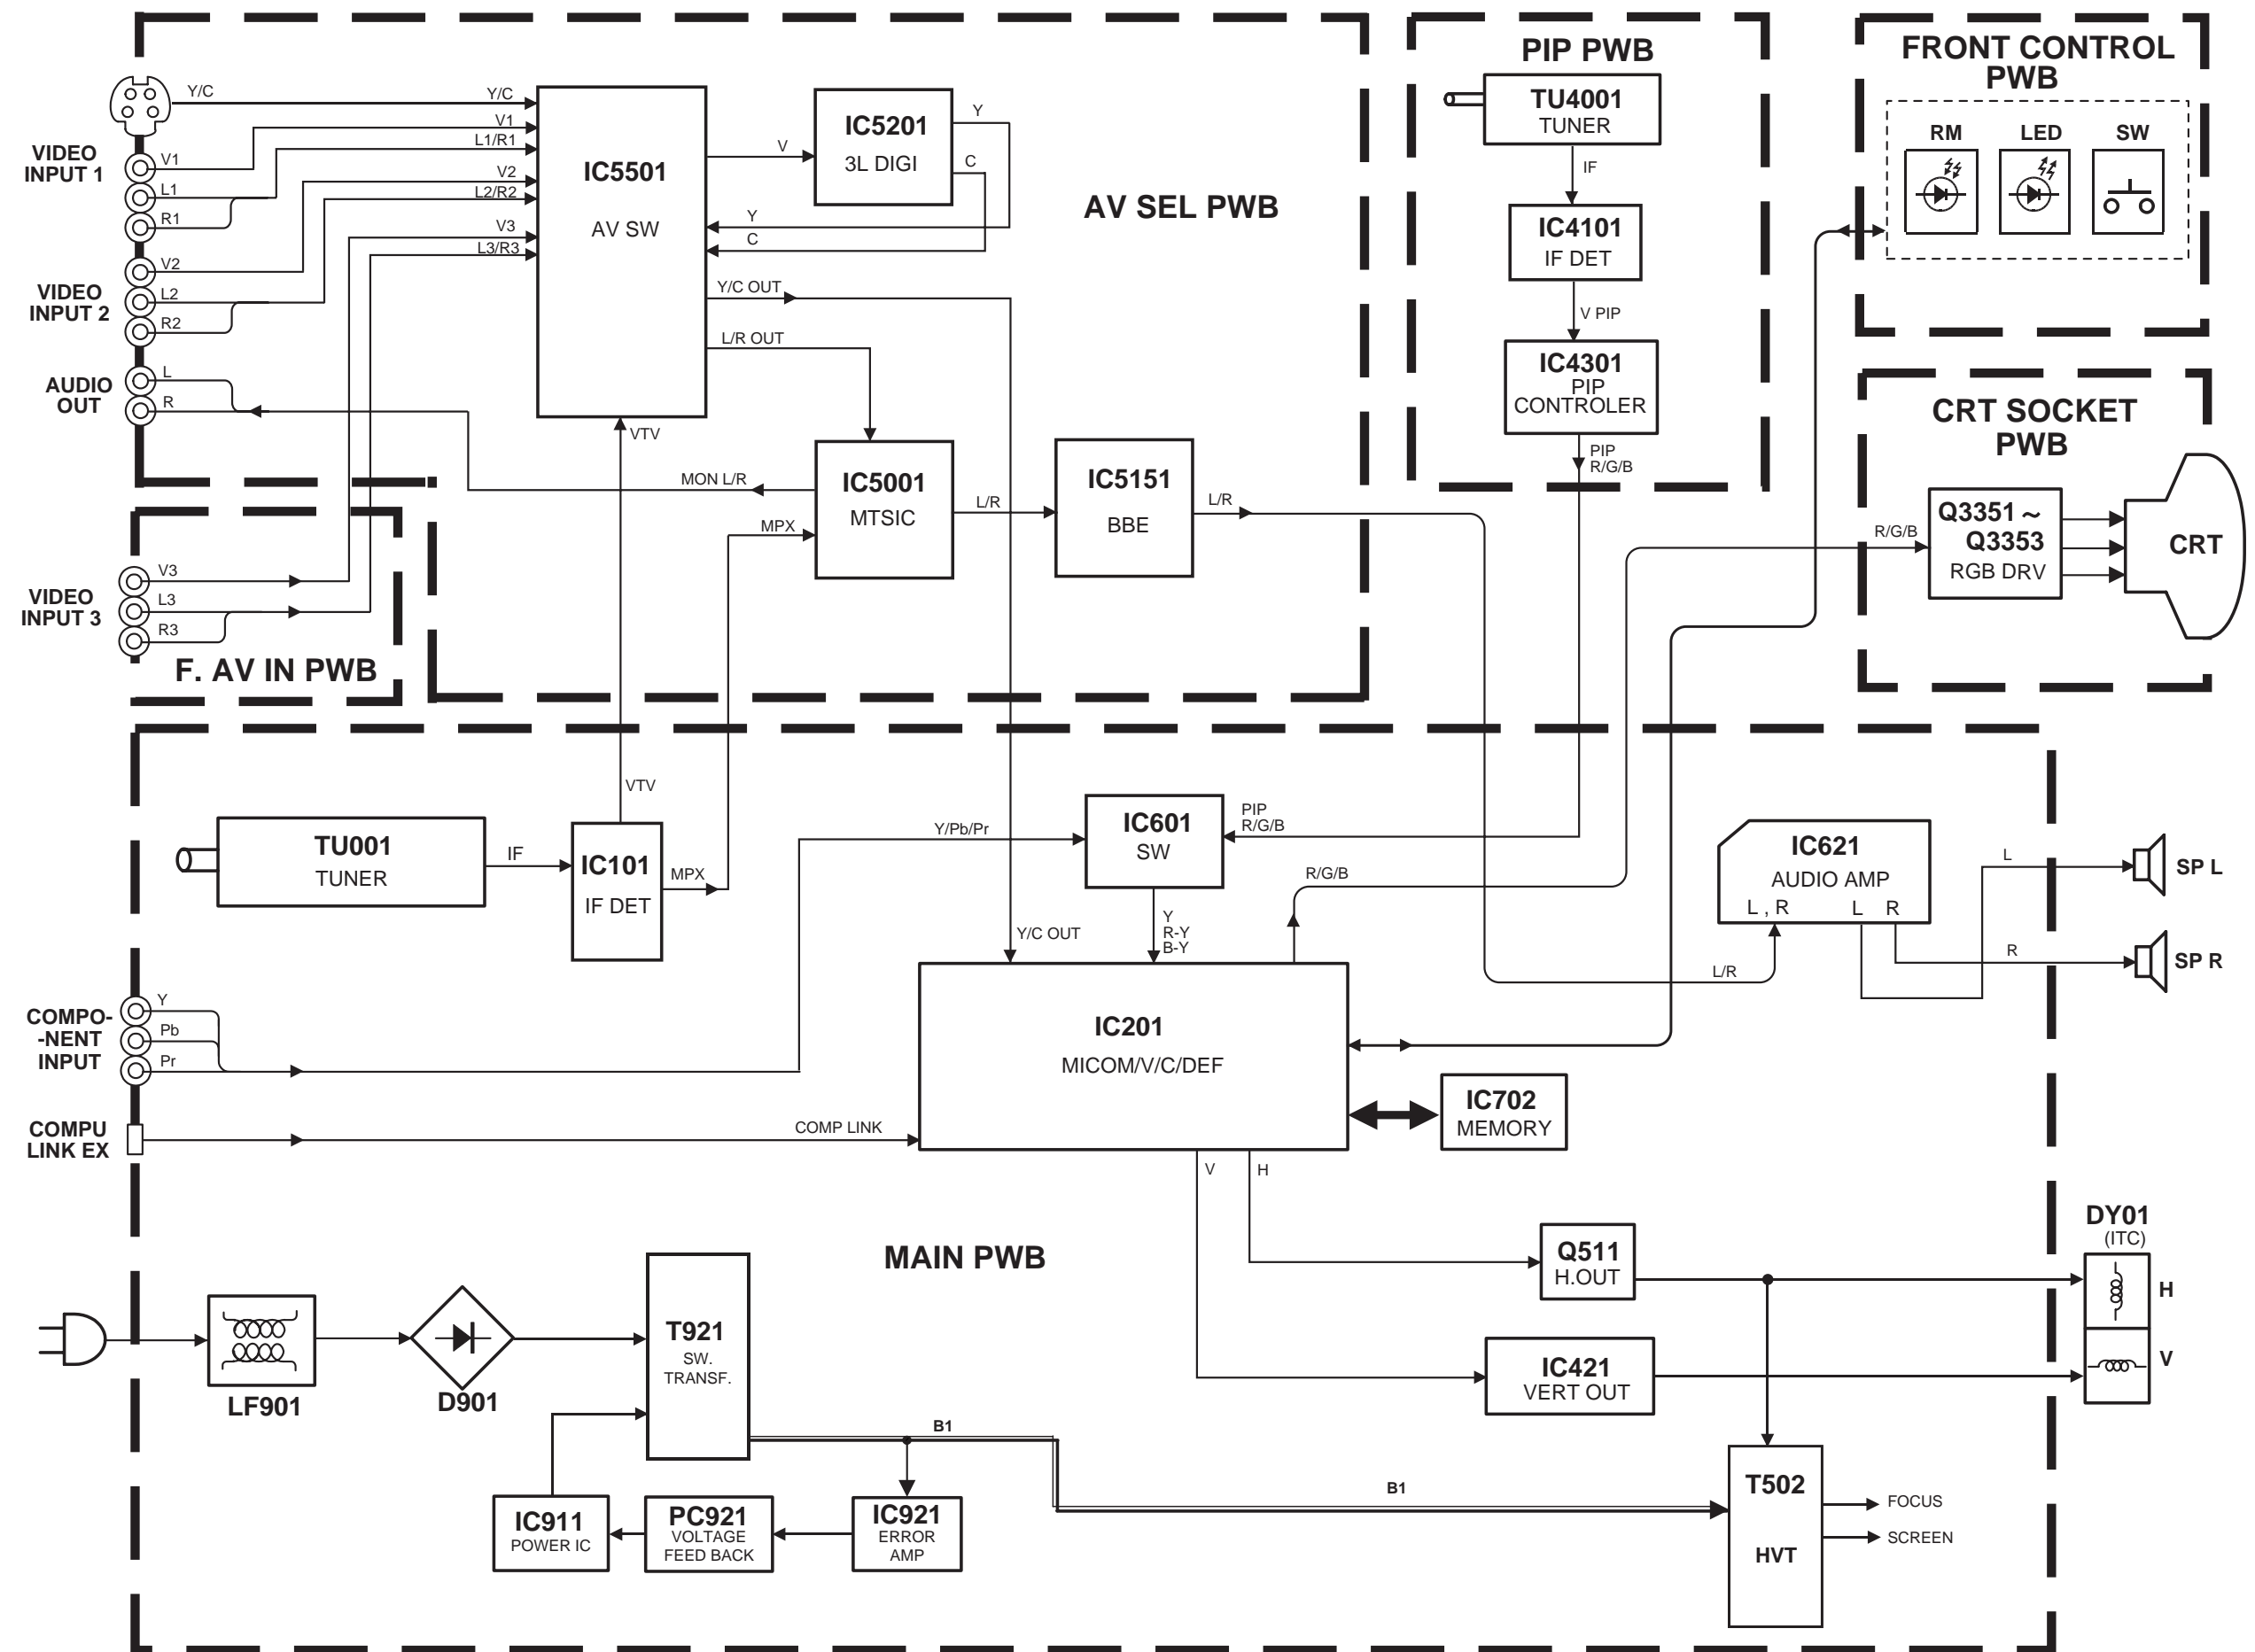 PIP PWB
FRONT CONTROL
PWB
RM
LED
SW
Y/C
Y/C
V1
L1/R1
V2
L2/R2
V3
L3/R3
VIDEO
INPUT 1
V1
L1
R1
VIDEO
INPUT 2
V2
L2
R2
AUDIO
OUT
L
R
IC5501
AV SW
V
IC5201
3L DIGI
Y
C
Y
C
AV SEL PWB
Y/C OUT
L/R OUT
VTV
MON L/R
MPX
IC5001
MTSIC
L/R
IC5151
BBE
L/R
TU4001
TUNER
IF
IC4101
IF DET
V PIP
IC4301
PIP
CONTROLER
PIP
R/G/B
CRT SOCKET
PWB
R/G/B
Q3351 ~
Q3353
RGB DRV
CRT
VIDEO
INPUT 3
V3
L3
R3
F. AV IN PWB
VTV
TU001
TUNER
IF
IC101
IF DET
MPX
Y/Pb/Pr
IC601
SW
PIP
R/G/B
Y
R-Y
B-Y
Y/C OUT
R/G/B
IC621
AUDIO AMP
L , R
L
R
L
SP L
R
SP R
L/R
COMPO-
-NENT
INPUT
Y
Pb
Pr
IC201
MICOM/V/C/DEF
IC702
MEMORY
COMPU
LINK EX
COMP LINK
V
H
MAIN PWB
Q511
H.OUT
DY01
(ITC)
H
V
IC421
VERT OUT
LF901
D901
T921
SW.
TRANSF.
B1
B1
T502
HVT
FOCUS
SCREEN
IC911
POWER IC
PC921
VOLTAGE
FEED BACK
IC921
ERROR
AMP